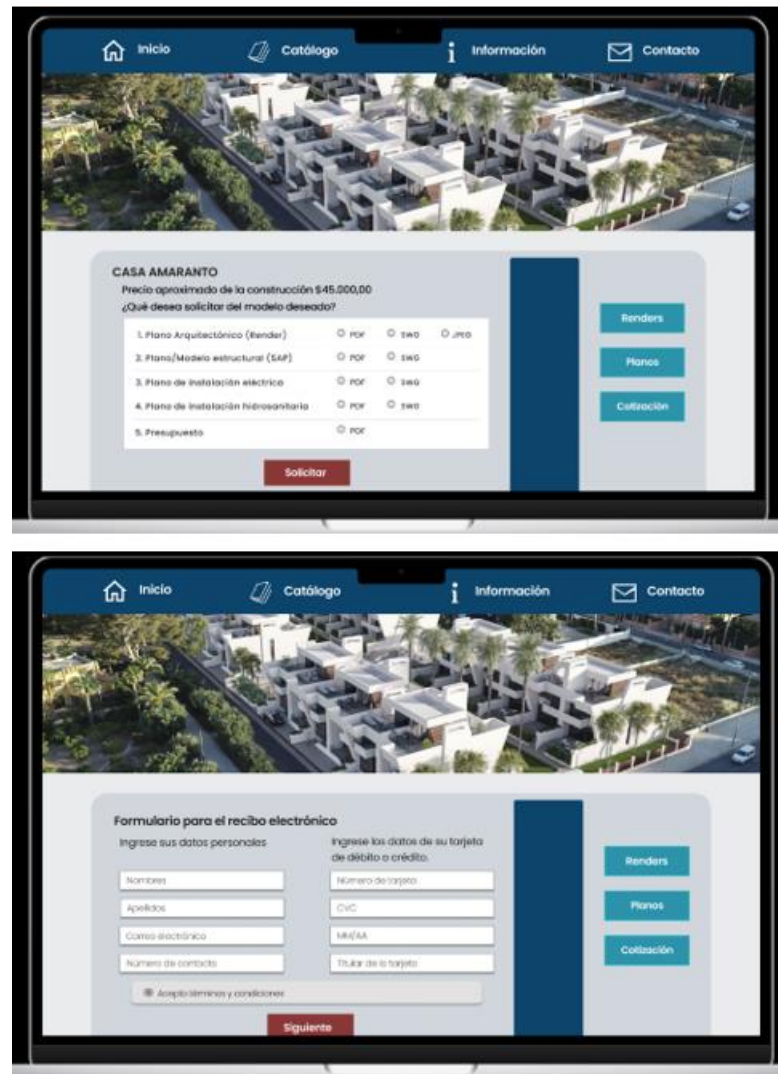 Inicio Catálogo Información Contacto
CASA AMARANTO
Precio aproximado de la construcción $45.000,00
¿Qué desea solicitar del modelo deseado?
1. Plano Arquitectónico (Render) PDF SWG JPEG
2. Plano/Modelo estructural (SAP) PDF SWG
3. Plano de instalación eléctrica PDF SWG
4. Plano de instalación hidrosanitaria PDF SWG
5. Presupuesto PDF
Solicitar
Renders
Planos
Cotización
Inicio Catálogo Información Contacto
Formulario para el recibo electrónico
Ingrese sus datos personales
Nombres
Apellidos
Correo electrónico
Número de contacto
Ingrese los datos de su tarjeta
de débito o crédito.
Número de tarjeta
CVC
MM/AA
Titular de la tarjeta
Acepto términos y condiciones
Siguiente
Renders
Planos
Cotización